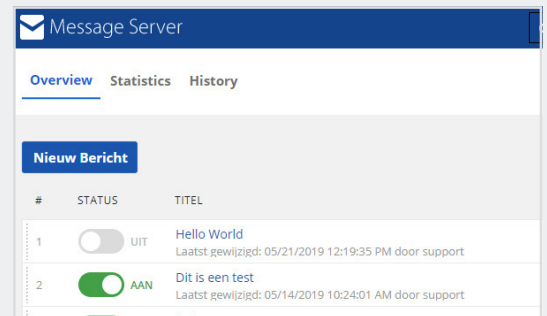 Message Server
Overview Statistics History
Nieuw Bericht
# STATUS TITEL
1 UIT Hello World
Laatst gewijzigd: 05/21/2019 12:19:35 PM door support
2 AAN Dit is een test
Laatst gewijzigd: 05/14/2019 10:24:01 AM door support